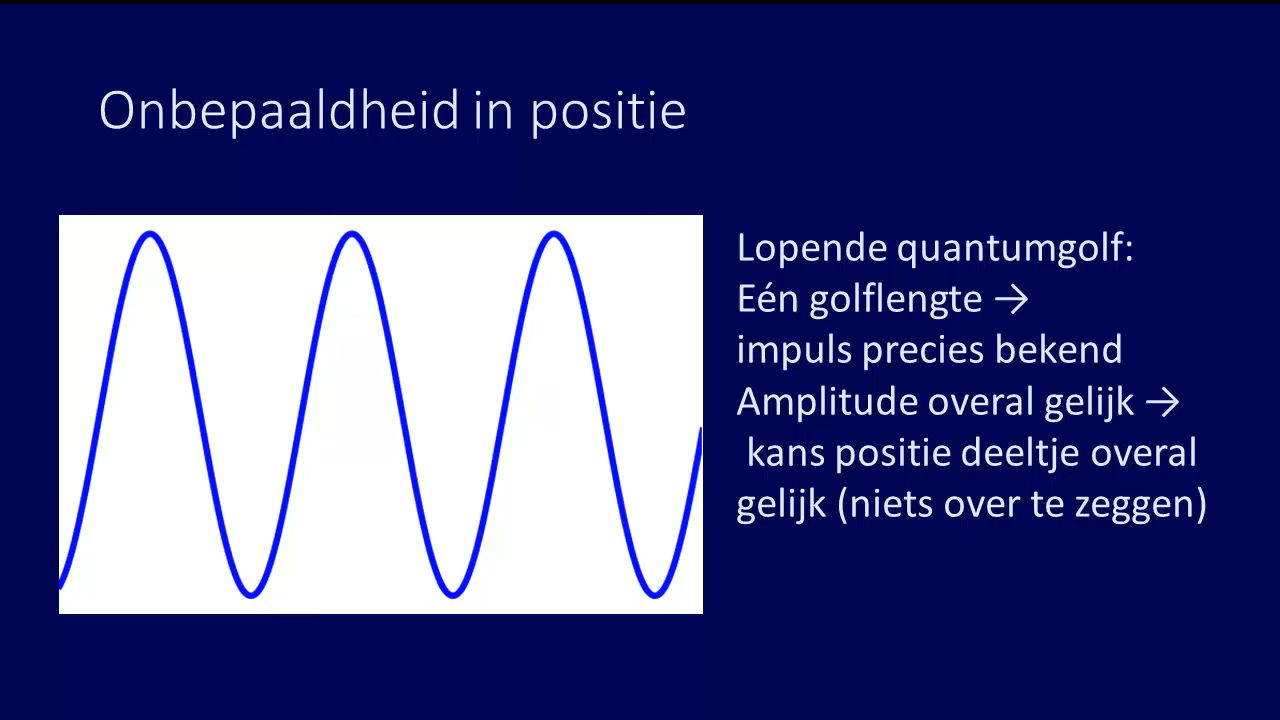 Onbepaaldheid in positie
Lopende quantumgolf:
Eén golflengte →
impuls precies bekend
Amplitude overal gelijk →
kans positie deeltje overal
gelijk (niets over te zeggen)